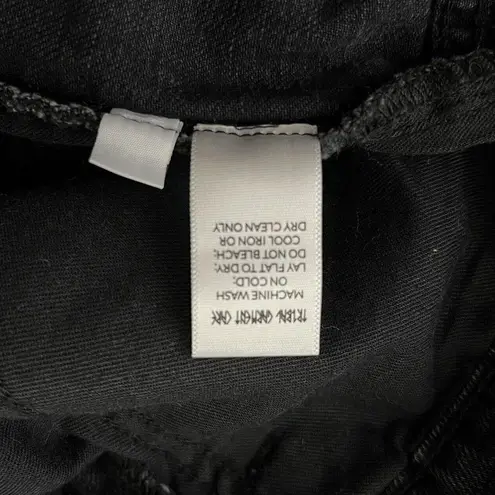 MACHINE WASH
ON COLD;
LAY FLAT TO DRY;
DO NOT BLEACH;
COOL IRON OR
DRY CLEAN ONLY